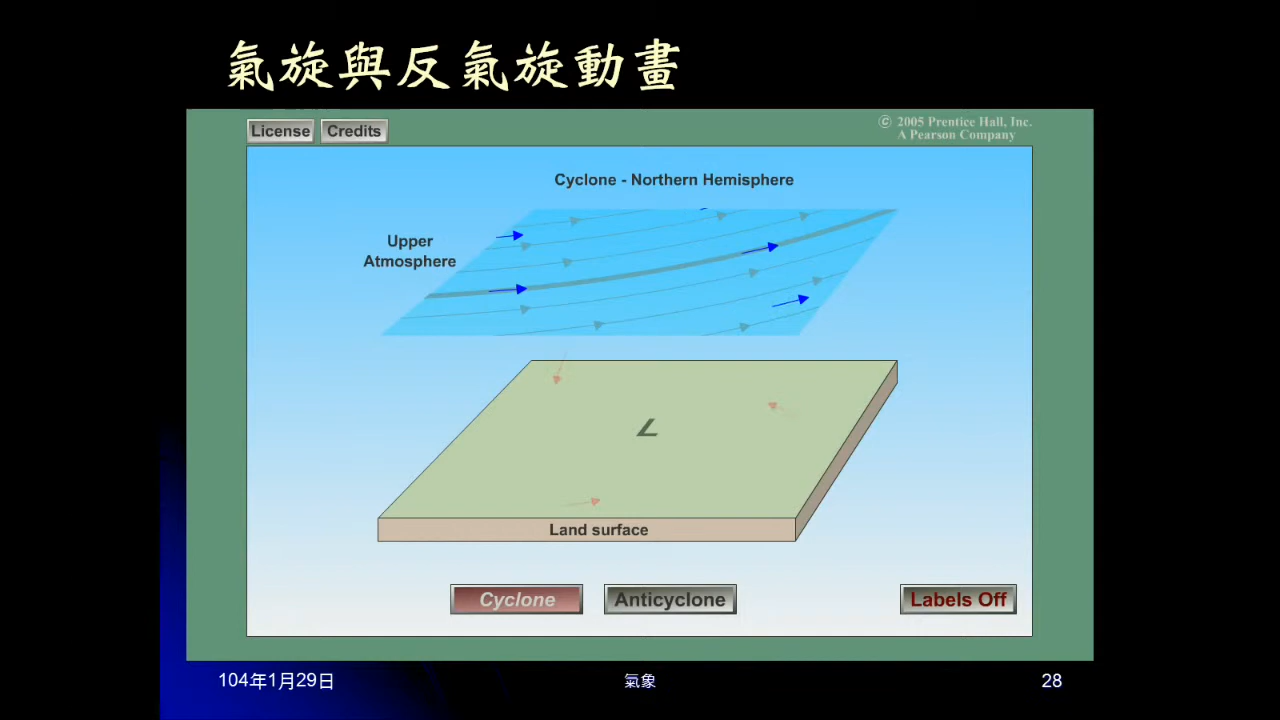 氣旋與反氣旋動畫
License
Credits
© 2005 Prentice Hall, Inc.
A Pearson Company
Cyclone - Northern Hemisphere
Upper
Atmosphere
L
Land surface
Cyclone
Anticyclone
Labels Off
104年1月29日
氣象
28